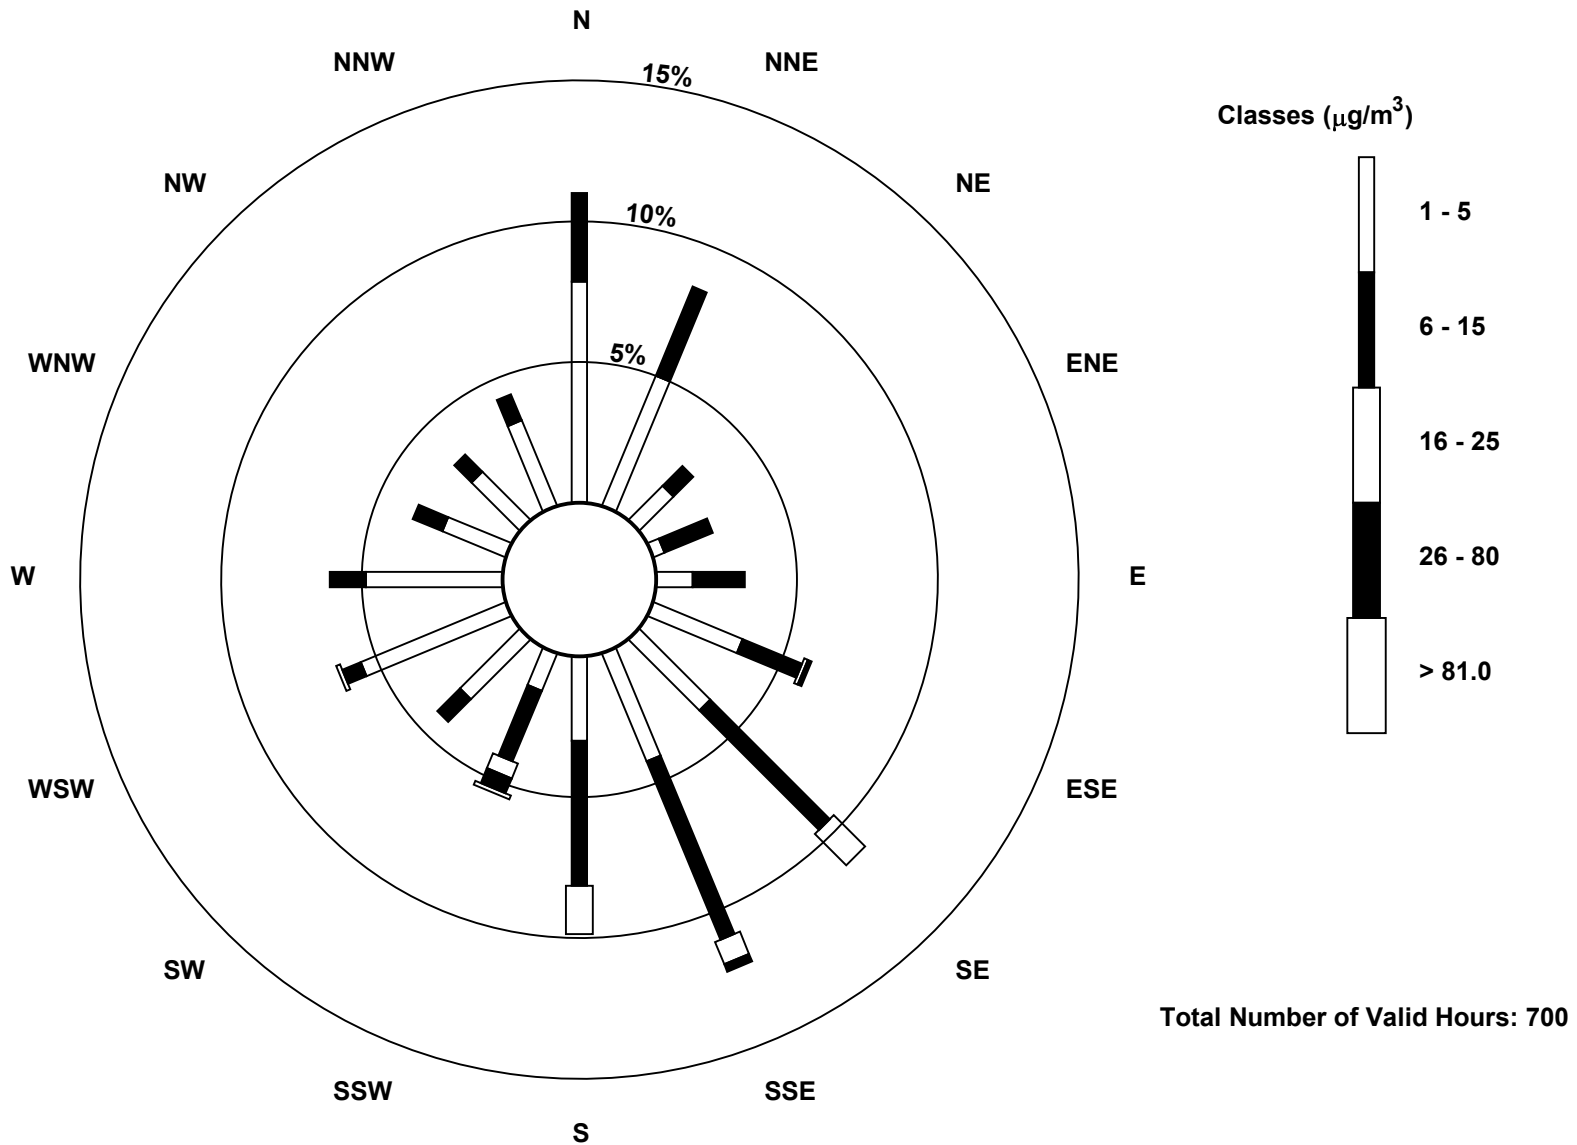 N
NNW
NNE
15%
Classes (μg/m³)
NW
NE
1 - 5
10%
6 - 15
5%
WNW
ENE
16 - 25
26 - 80
W
E
> 81.0
WSW
ESE
SW
SE
Total Number of Valid Hours: 700
SSW
SSE
S